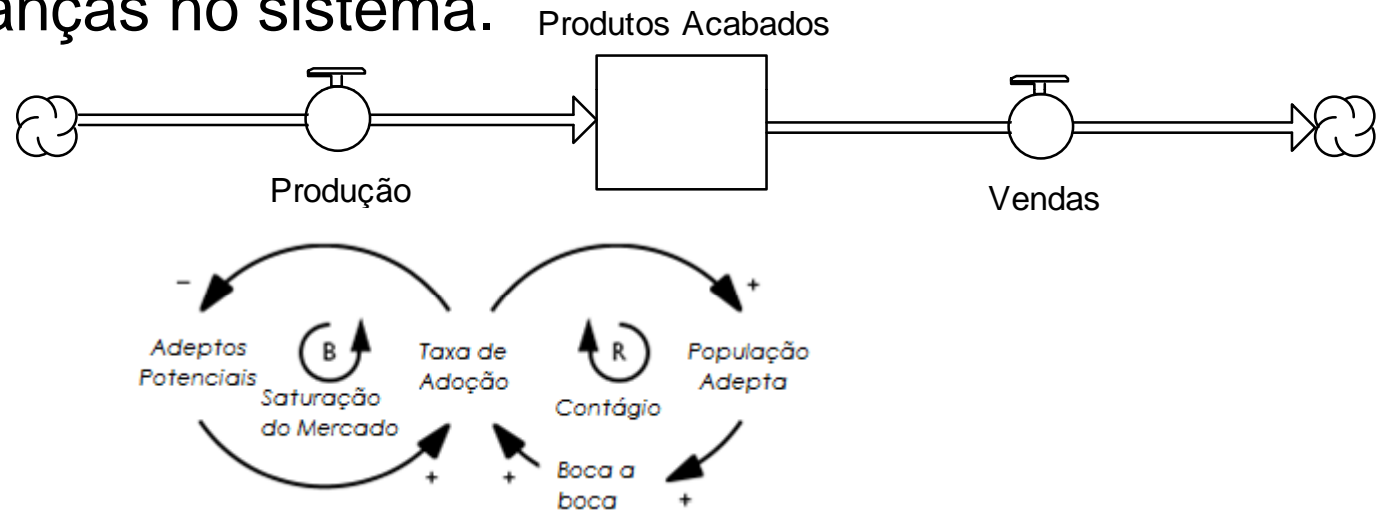 anças no sistema.
Produtos Acabados
Produção
Vendas
–
+
Adeptos
Potenciais
B
Saturação
do Mercado
Taxa de
Adoção
R
Contágio
População
Adepta
+
+
Boca a
boca
+